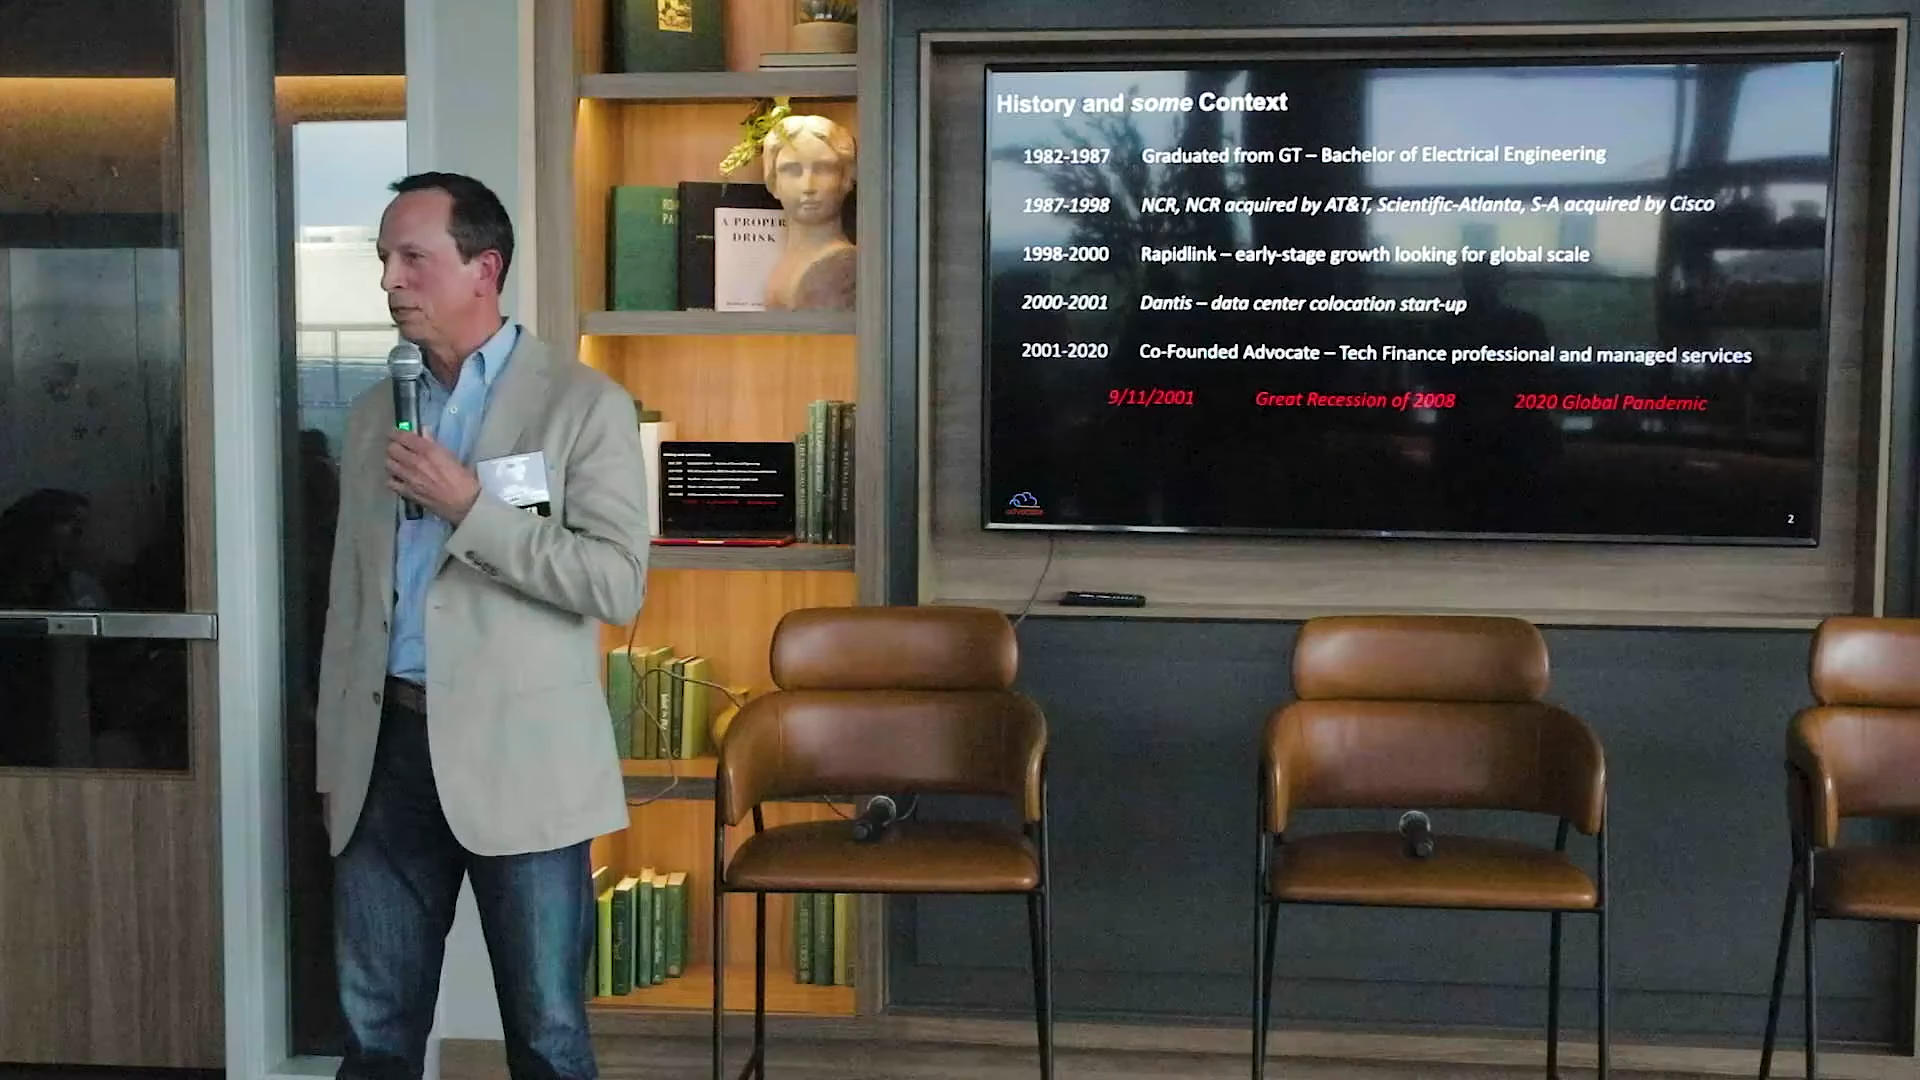 A PROPER
DRINK
History and some Context
1982-1987 Graduated from GT – Bachelor of Electrical Engineering
1987-1998 NCR, NCR acquired by AT&T, Scientific-Atlanta, S-A acquired by Cisco
1998-2000 Rapidlink – early-stage growth looking for global scale
2000-2001 Dantis – data center colocation start-up
2001-2020 Co-Founded Advocate – Tech Finance professional and managed services
9/11/2001 Great Recession of 2008 2020 Global Pandemic
advocate
2